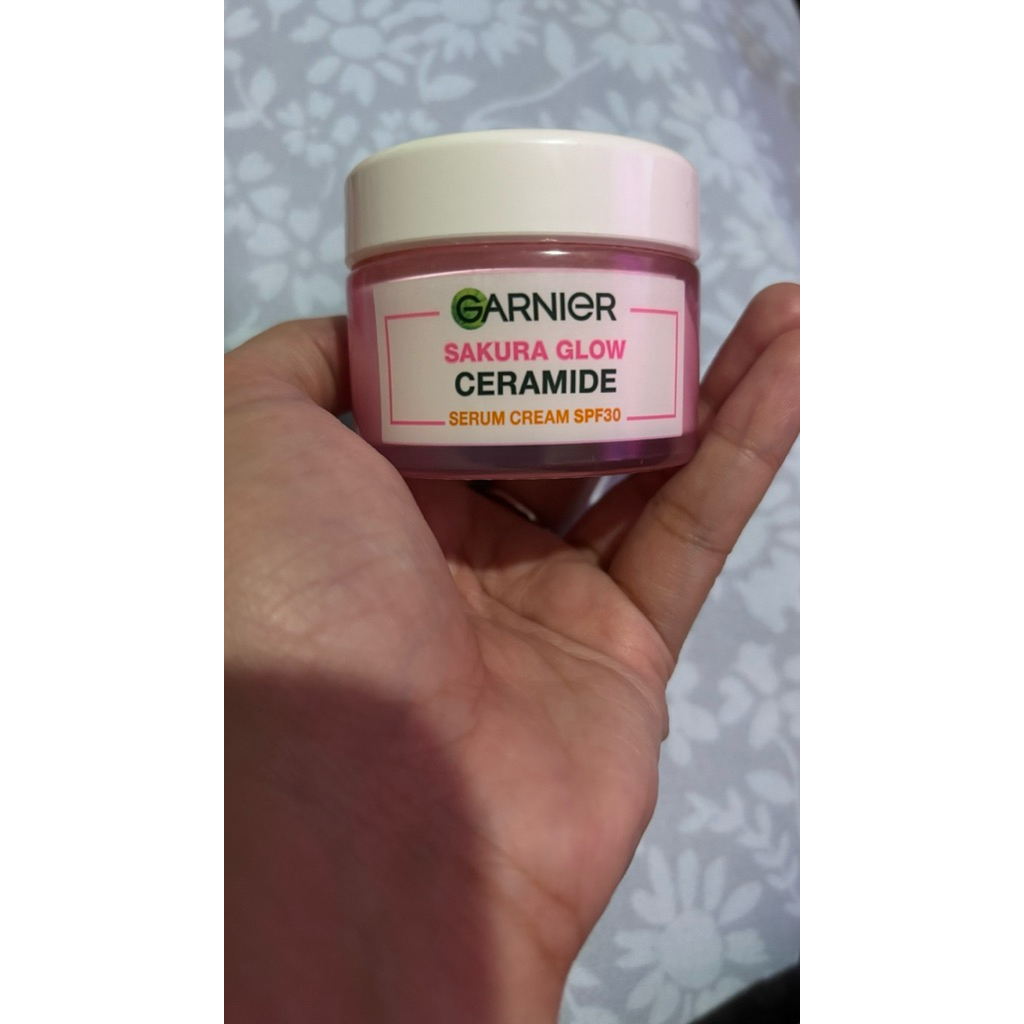 GARNIER
SAKURA GLOW
CERAMIDE
SERUM CREAM SPF30